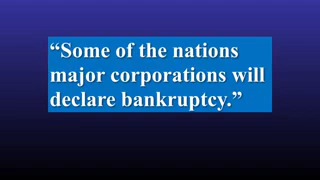 “Some of the nations
major corporations will
declare bankruptcy.”